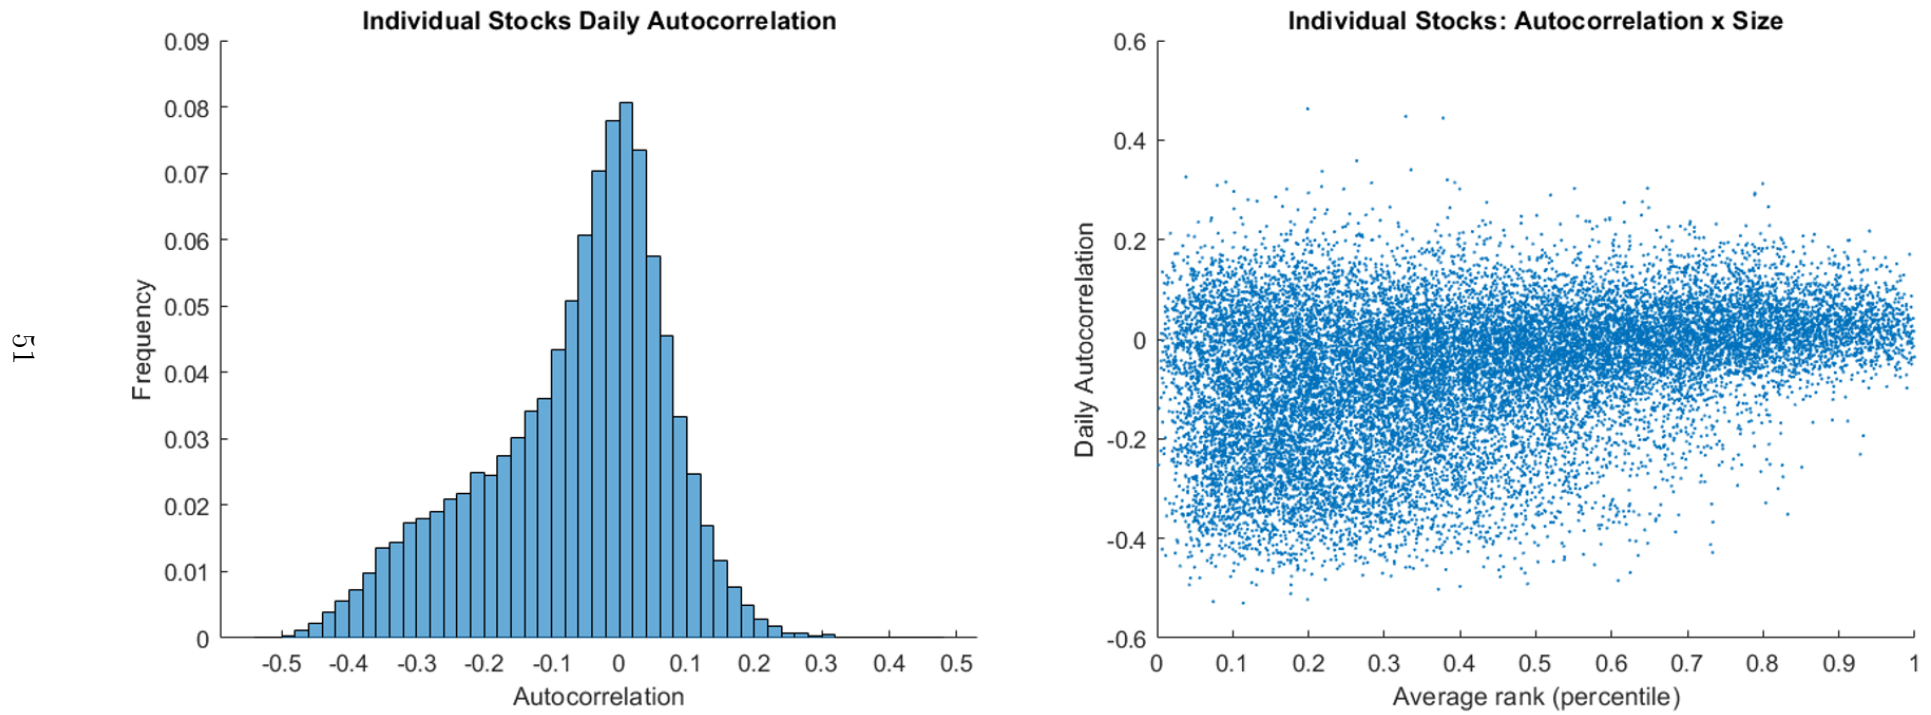 51
Individual Stocks Daily Autocorrelation
0.09
0.08
0.07
0.06
0.05
0.04
0.03
0.02
0.01
0
Frequency
-0.5 -0.4 -0.3 -0.2 -0.1 0 0.1 0.2 0.3 0.4 0.5
Autocorrelation
Individual Stocks: Autocorrelation x Size
0.6
0.4
0.2
0
-0.2
-0.4
-0.6
Daily Autocorrelation
0 0.1 0.2 0.3 0.4 0.5 0.6 0.7 0.8 0.9 1
Average rank (percentile)